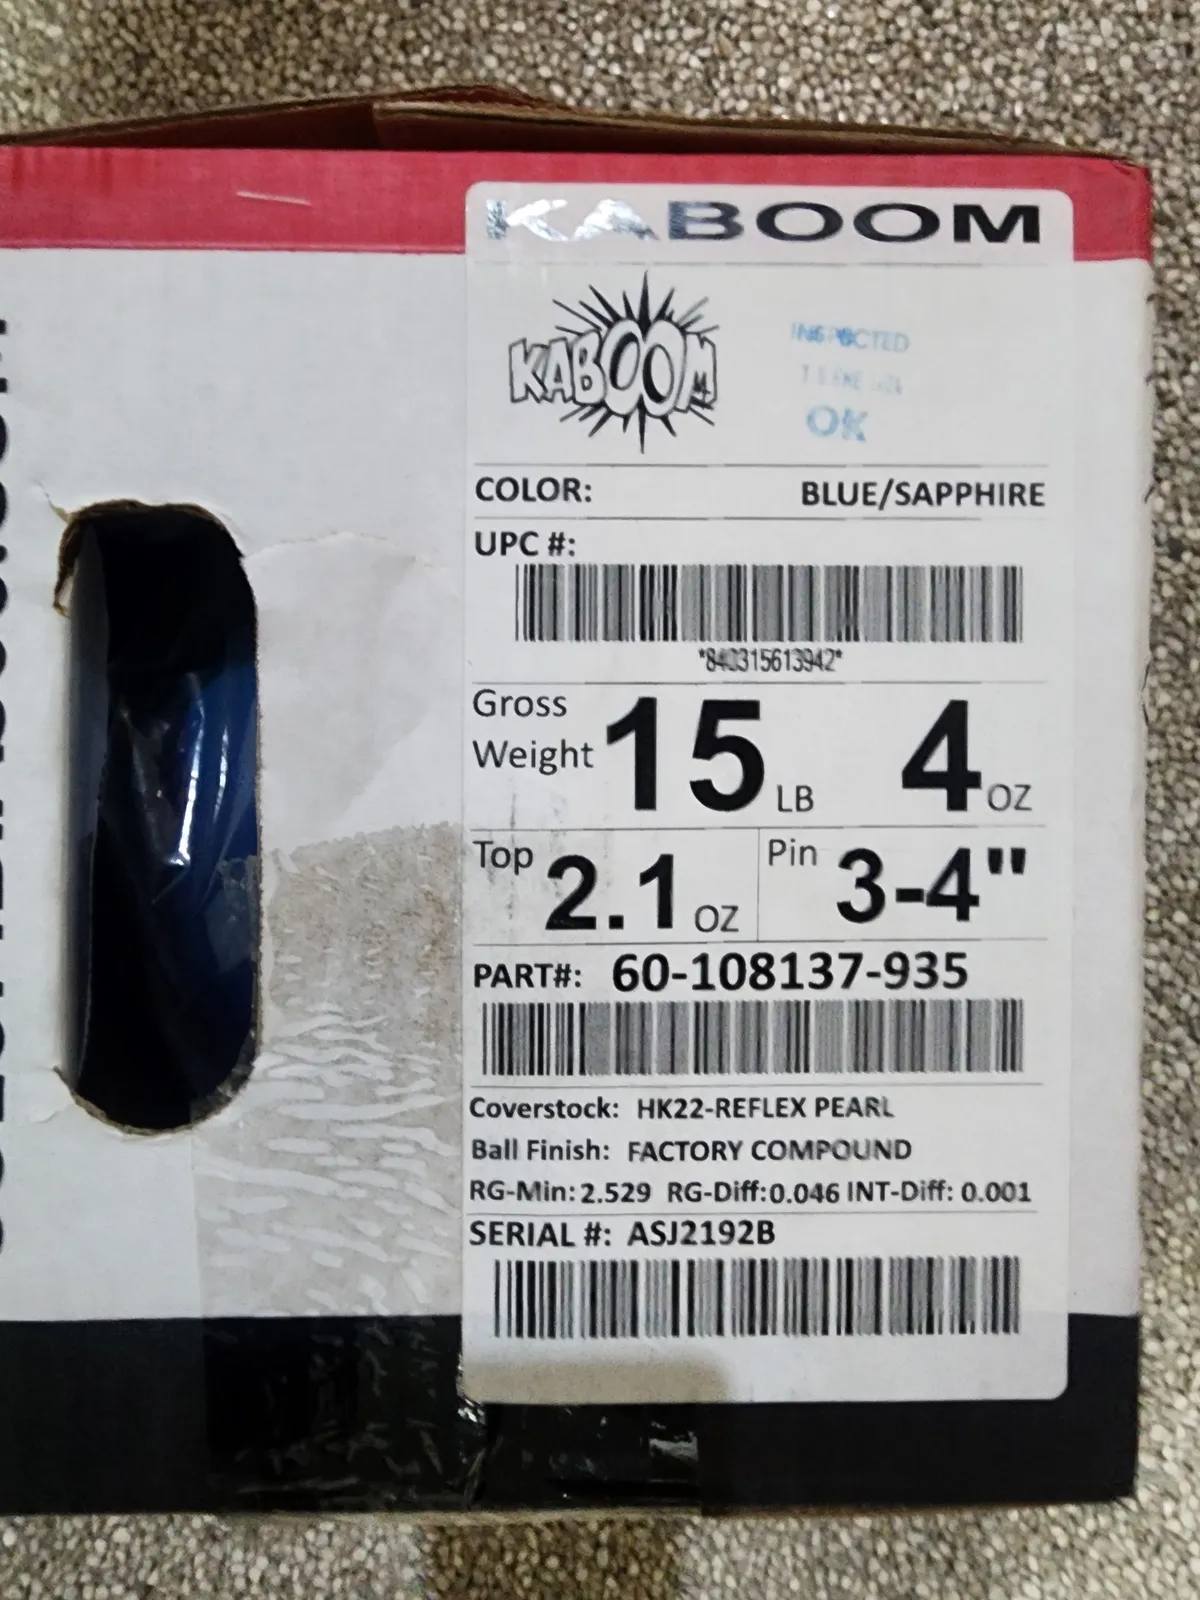 KABOOM
KABOOM
INSPECTED
OK
COLOR: BLUE/SAPPHIRE
UPC #:
*840315613942*
Gross Weight 15 LB 4 OZ
Top 2.1 OZ Pin 3-4"
PART#: 60-108137-935
Coverstock: HK22-REFLEX PEARL
Ball Finish: FACTORY COMPOUND
RG-Min: 2.529 RG-Diff: 0.046 INT-Diff: 0.001
SERIAL #: ASJ2192B